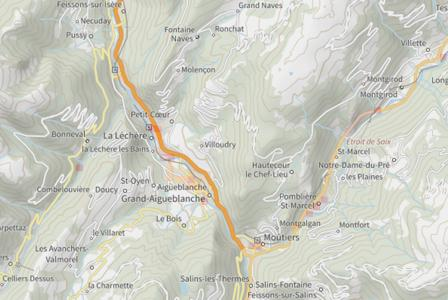 Feissons-sur-Isère
Grand Naves
Necuday
Pussy
Fontaine
Naves
Ronchat
Villette
Molençon
Montgirod
Montgirod
Long
Petit Cœur
La Léchère
Bonneval
la Léchère les Bains
Villoudry
Étroit de Saix
St-Marcel
Notre-Dame-du-Pré
les Plaines
Hautecour
le Chef-Lieu
St-Oyen
Combelouvière
Doucy
Aigueblanche
Grand-Aigueblanche
Pomblière
St-Marcel
Le Bois
Montgalgan
Montfort
le Villaret
Moûtiers
Les Avanchers-
Valmorel
Celliers Dessus
la Charmette
Salins-les-Thermes
Salins-Fontaine
Feissons-sur-Salins